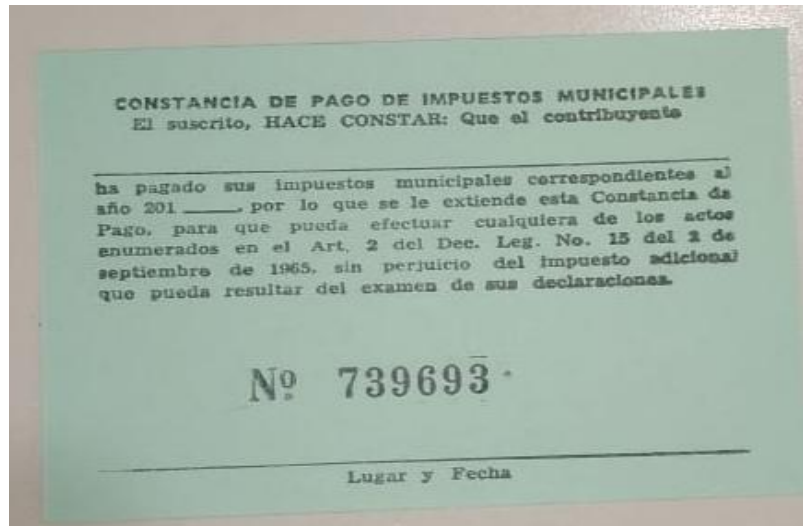 CONSTANCIA DE PAGO DE IMPUESTOS MUNICIPALES
El suscrito, HACE CONSTAR: Que el contribuyente
ha pagado sus impuestos municipales correspondientes al
año 201 _____, por lo que se le extiende esta Constancia de
Pago, para que pueda efectuar cualquiera de los actos
enumerados en el Art. 2 del Dec. Leg. No. 15 del 2 de
septiembre de 1965, sin perjuicio del impuesto adicional
que pueda resultar del examen de sus declaraciones.
Nº 739693
Lugar y Fecha